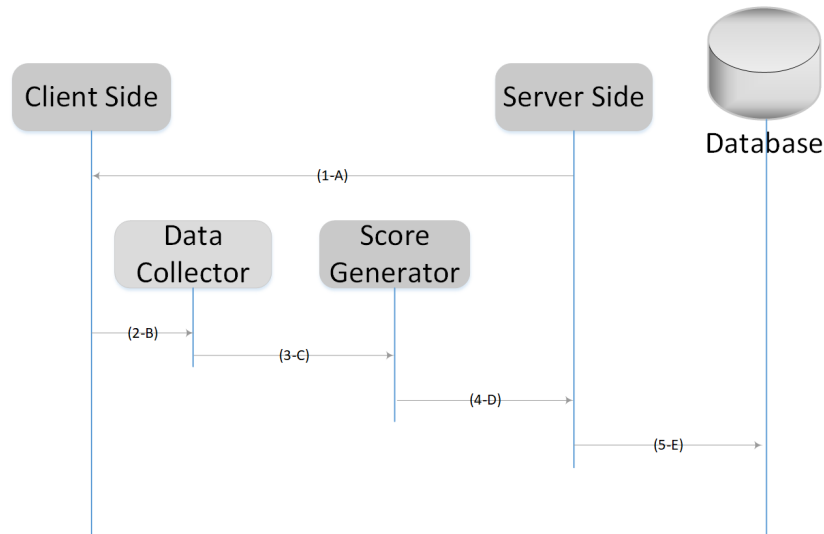 Client Side
Server Side
Database
(1-A)
Data
Collector
Score
Generator
(2-B)
(3-C)
(4-D)
(5-E)